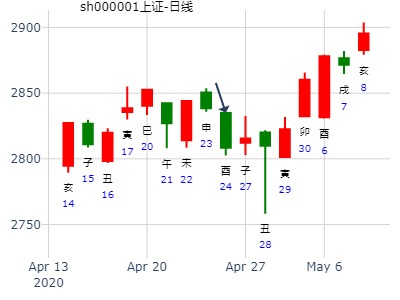 sh000001上证-日线
2900
2850
2800
2750
亥
14
子
15
丑
16
寅
17
巳
20
午
21
未
22
申
23
酉
24
子
27
丑
28
寅
29
卯
30
酉
6
戌
7
亥
8
Apr 13
2020
Apr 20
Apr 27
May 6